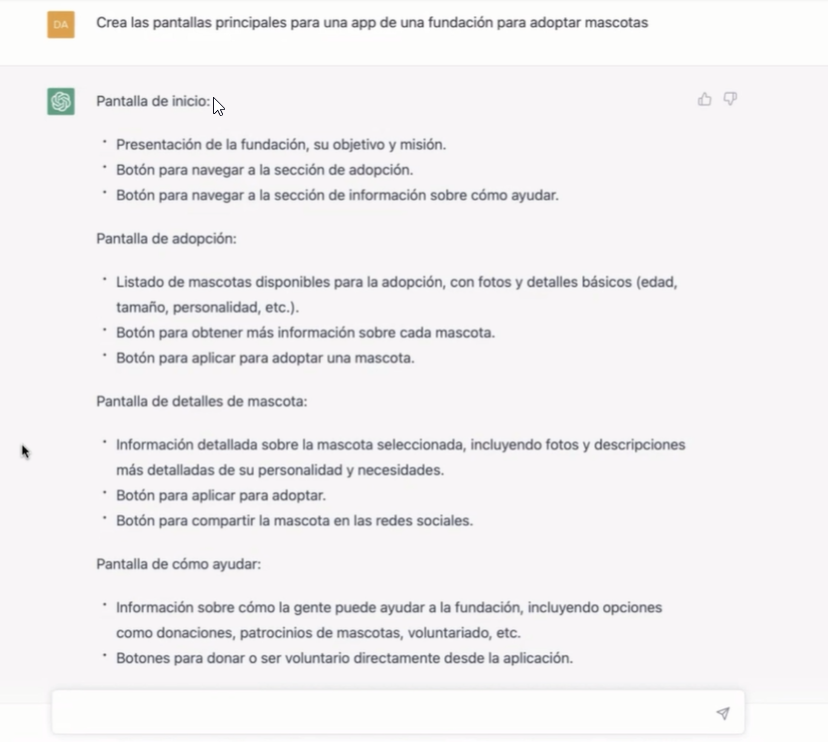 DA
Crea las pantallas principales para una app de una fundación para adoptar mascotas
Pantalla de inicio:
• Presentación de la fundación, su objetivo y misión.
• Botón para navegar a la sección de adopción.
• Botón para navegar a la sección de información sobre cómo ayudar.
Pantalla de adopción:
• Listado de mascotas disponibles para la adopción, con fotos y detalles básicos (edad,
tamaño, personalidad, etc.).
• Botón para obtener más información sobre cada mascota.
• Botón para aplicar para adoptar una mascota.
Pantalla de detalles de mascota:
• Información detallada sobre la mascota seleccionada, incluyendo fotos y descripciones
más detalladas de su personalidad y necesidades.
• Botón para aplicar para adoptar.
• Botón para compartir la mascota en las redes sociales.
Pantalla de cómo ayudar:
• Información sobre cómo la gente puede ayudar a la fundación, incluyendo opciones
como donaciones, patrocinios de mascotas, voluntariado, etc.
• Botones para donar o ser voluntario directamente desde la aplicación.